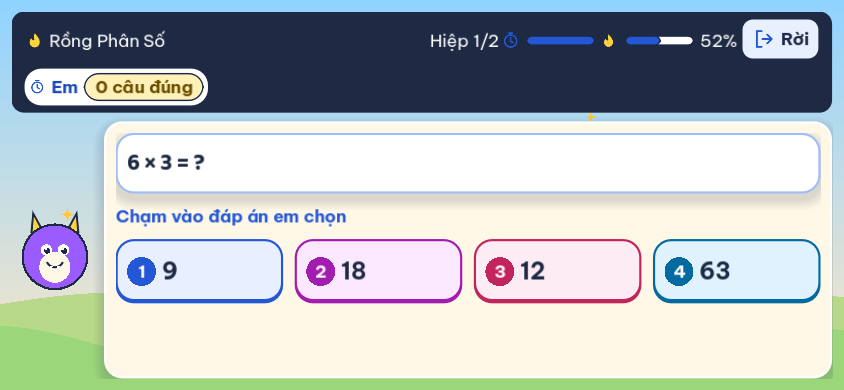 Rồng Phân Số
Hiệp 1/2
52%
Rời
Em
0 câu đúng
6 × 3 = ?
Chạm vào đáp án em chọn
1 9
2 18
3 12
4 63